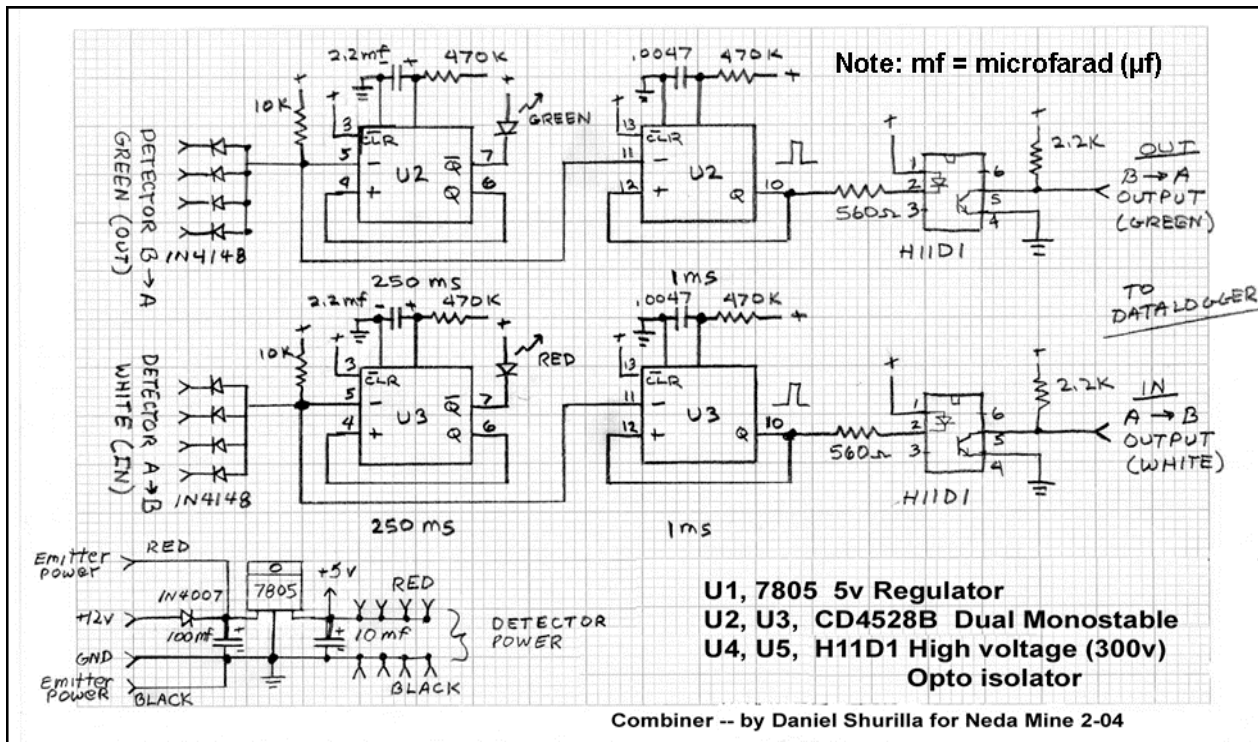 Note: mf = microfarad (µf)
2.2mf - + 470K
+
10K
+
+
3
C̅L̅R̅
5 -
4 +
U2
Q̅ 7
Q 6
+
GREEN
250 ms
.0047 470K
+
+
13
C̅L̅R̅
11 -
12 +
U2
Q 10
1ms
560Ω
+
1
2
3
6
5
4
H11D1
+
2.2K
OUT
B → A
OUTPUT
(GREEN)
DETECTOR B → A
GREEN (OUT)
1N4148
TO
DATALOGGER
2.2mf - + 470K
+
10K
+
+
3
C̅L̅R̅
5 -
4 +
U3
Q̅ 7
Q 6
+
RED
250 ms
.0047 470K
+
+
13
C̅L̅R̅
11 -
12 +
U3
Q 10
1ms
560Ω
+
1
2
3
6
5
4
H11D1
+
2.2K
IN
A → B
OUTPUT
(WHITE)
DETECTOR A→B
WHITE (IN)
1N4148
Emitter
power
RED
+12v
1N4007
100mf
+
7805
+5v
+
10mf
RED
BLACK
DETECTOR
POWER
GND
Emitter
Power
BLACK
U1, 7805 5v Regulator
U2, U3, CD4528B Dual Monostable
U4, U5, H11D1 High voltage (300v)
Opto isolator
Combiner -- by Daniel Shurilla for Neda Mine 2-04